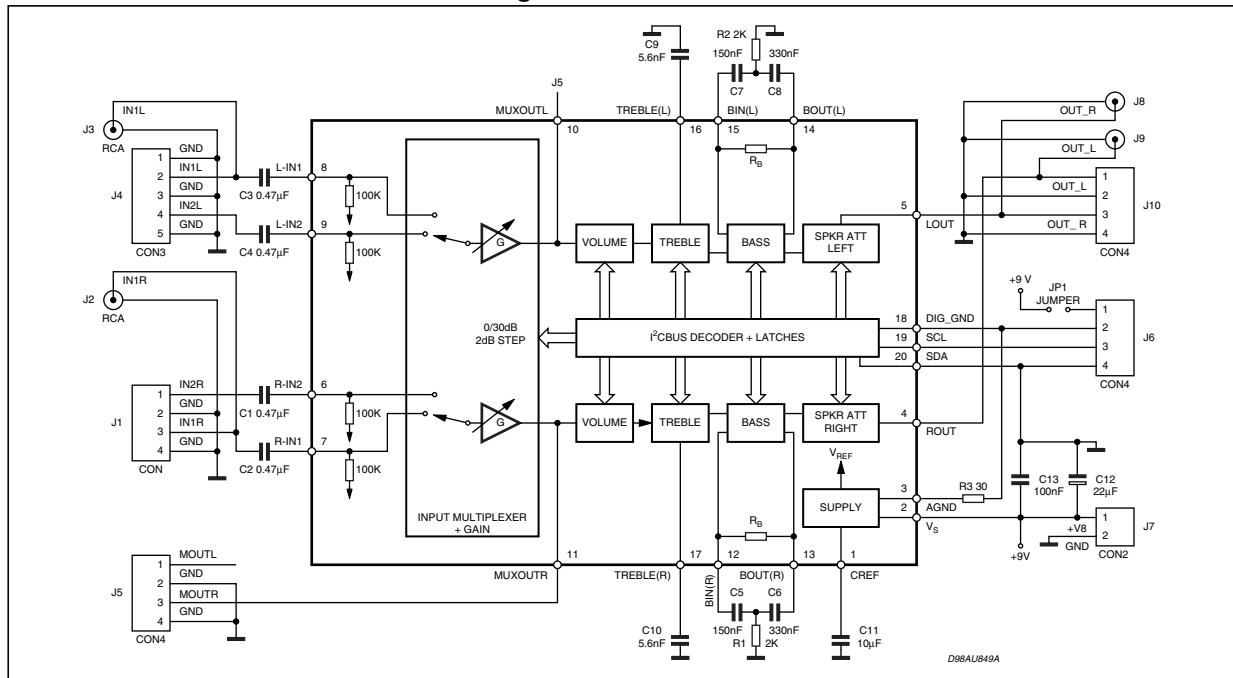 C9
5.6nF
R2 2K
150nF
330nF
C7
C8
J5
MUXOUTL
TREBLE(L)
BIN(L)
BOUT(L)
10
16
15
14
IN1L
J3
RCA
J4
1
GND
2
IN1L
3
GND
4
IN2L
5
GND
CON3
L-IN1
8
C3 0.47μF
100K
L-IN2
9
C4 0.47μF
100K
G
VOLUME
TREBLE
BASS
SPKR ATT
LEFT
RB
5
LOUT
J8
OUT_R
J9
OUT_L
1
OUT_L
2
3
OUT_ R
4
J10
CON4
IN1R
J2
RCA
0/30dB
2dB STEP
I2CBUS DECODER + LATCHES
18
DIG_GND
19
SCL
20
SDA
+9 V
JP1
JUMPER
1
2
3
4
J6
CON4
J1
1
IN2R
2
GND
3
IN1R
4
GND
CON
R-IN2
6
C1 0.47μF
100K
R-IN1
7
C2 0.47μF
100K
G
VOLUME
TREBLE
BASS
SPKR ATT
RIGHT
4
ROUT
VREF
SUPPLY
3
AGND
2
VS
R3 30
C13
100nF
C12
22μF
+9V
+V8
GND
1
2
J7
CON2
INPUT MULTIPLEXER
+ GAIN
RB
11
17
12
13
1
MUXOUTR
TREBLE(R)
BIN(R)
BOUT(R)
CREF
J5
1
MOUTL
2
GND
3
MOUTR
4
GND
CON4
C10
5.6nF
C5
C6
150nF
330nF
R1
2K
C11
10μF
D98AU849A